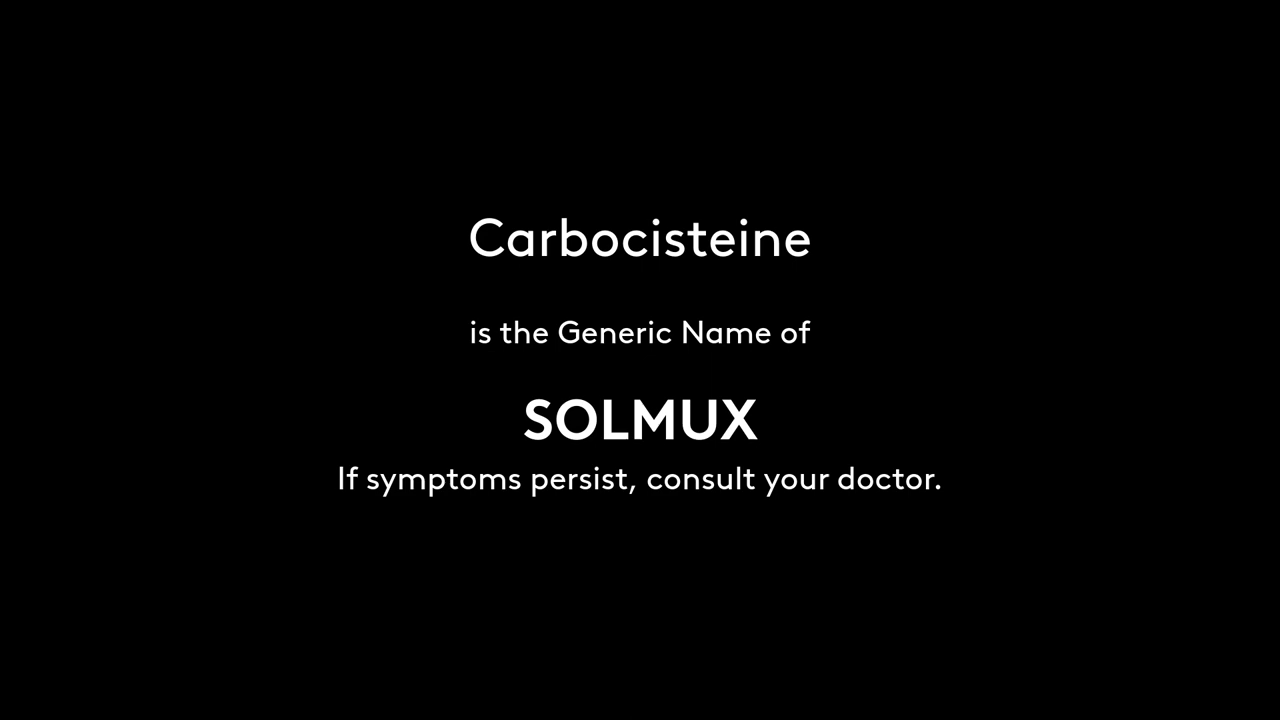 Carbocisteine
is the Generic Name of
SOLMUX
If symptoms persist, consult your doctor.